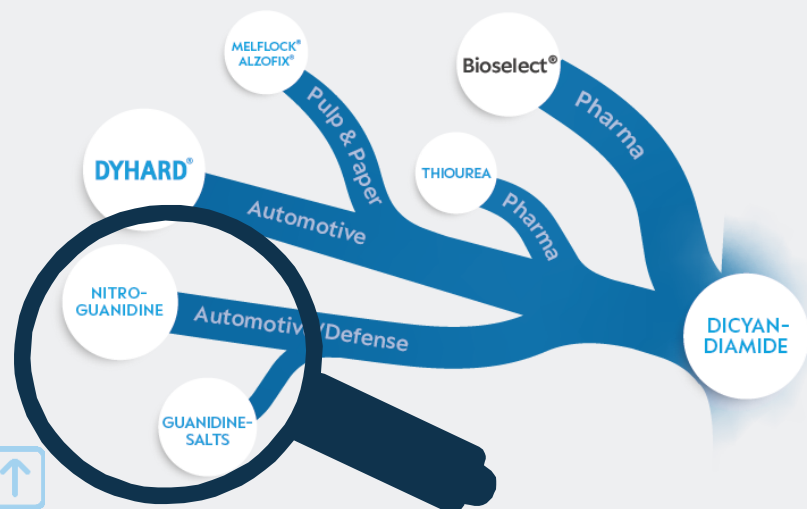 MELFLOCK®
ALZOFIX®
Bioselect®
Pulp & Paper
Pharma
DYHARD®
THIOUREA
Automotive
Pharma
NITRO-
GUANIDINE
Automotive/Defense
DICYAN-
DIAMIDE
GUANIDINE-
SALTS